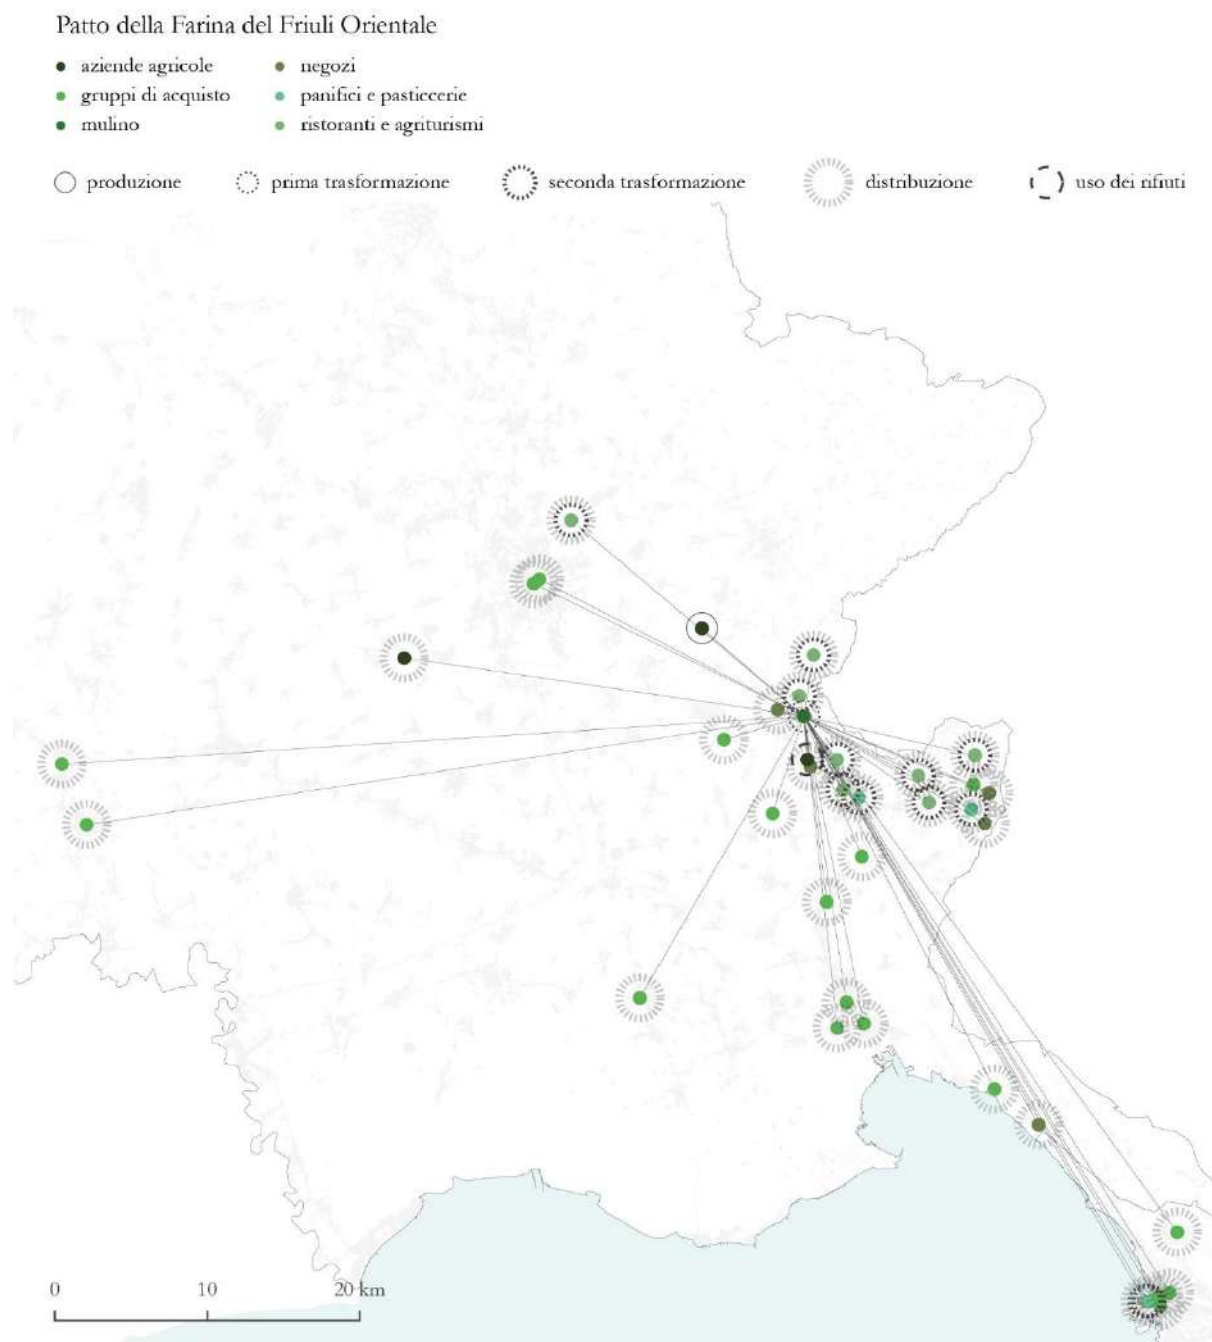 Patto della Farina del Friuli Orientale
aziende agricole
negozi
gruppi di acquisto
panifici e pasticcerie
mulino
ristoranti e agriturismi
produzione
prima trasformazione
seconda trasformazione
distribuzione
uso dei rifiuti
0 10 20 km